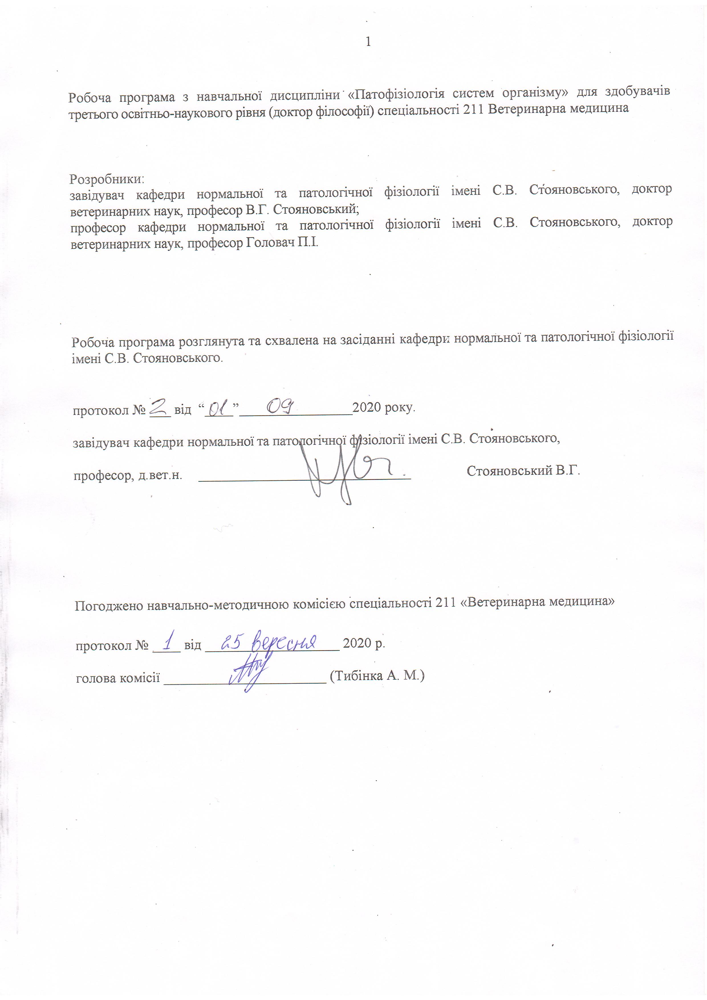 1
Робоча програма з навчальної дисципліни «Патофізіологія систем організму» для здобувачів
третього освітньо-наукового рівня (доктор філософії) спеціальності 211 Ветеринарна медицина
Розробники:
завідувач кафедри нормальної та патологічної фізіології імені С.В. Стояновського, доктор
ветеринарних наук, професор В.Г. Стояновський;
професор кафедри нормальної та патологічної фізіології імені С.В. Стояновського, доктор
ветеринарних наук, професор Головач П.І.
Робоча програма розглянута та схвалена на засіданні кафедри нормальної та патологічної фізіології
імені С.В. Стояновського.
протокол № 2 від “01” 09 2020 року.
завідувач кафедри нормальної та патологічної фізіології імені С.В. Стояновського,
професор, д.вет.н. Стояновський В.Г.
Погоджено навчально-методичною комісією спеціальності 211 «Ветеринарна медицина»
протокол № 1 від 25 вересня 2020 р.
голова комісії (Тибінка А. М.)